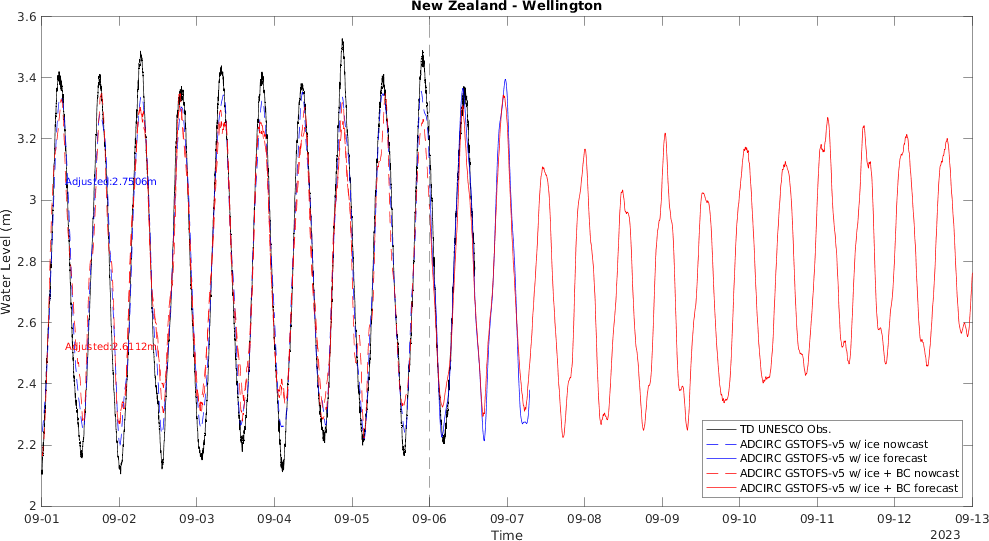 New Zealand - Wellington
3.6
3.4
3.2
3
2.8
2.6
2.4
2.2
2
Water Level (m)
Adjusted:2.7506m
Adjusted:2.6112m
TD UNESCO Obs.
ADCIRC GSTOFS-v5 w/ ice nowcast
ADCIRC GSTOFS-v5 w/ ice forecast
ADCIRC GSTOFS-v5 w/ ice + BC nowcast
ADCIRC GSTOFS-v5 w/ ice + BC forecast
09-01 09-02 09-03 09-04 09-05 09-06 09-07 09-08 09-09 09-10 09-11 09-12 09-13
Time
2023